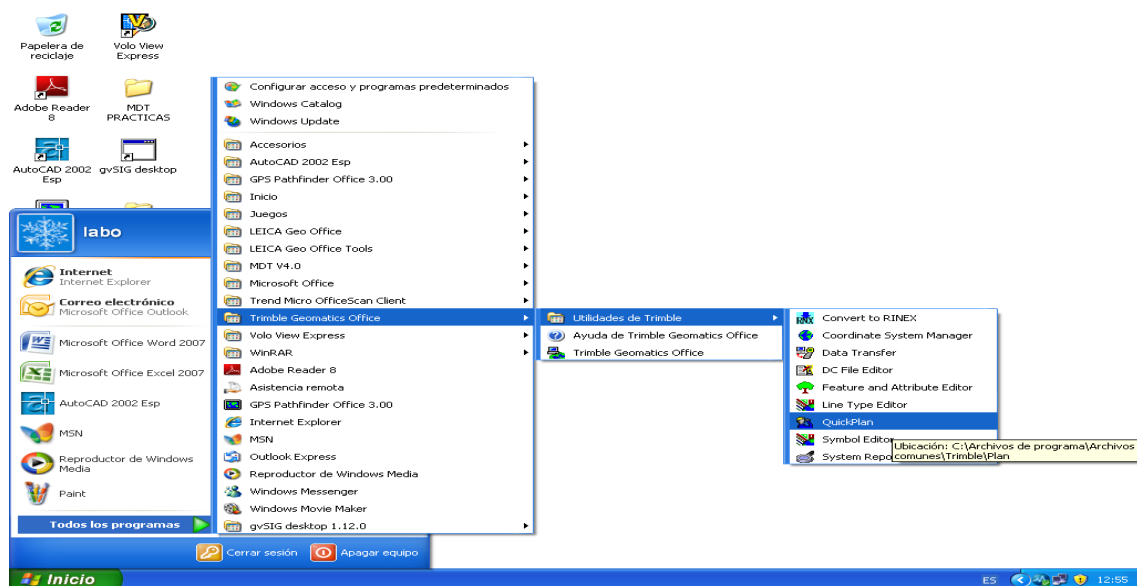 Papelera de
reciclaje
Volo View
Express
Adobe Reader
8
MDT
PRACTICAS
AutoCAD 2002
Esp
gvSIG desktop
labo
Internet
Internet Explorer
Correo electrónico
Microsoft Office Outlook
Microsoft Office Word 2007
Microsoft Office Excel 2007
AutoCAD 2002 Esp
MSN
Reproductor de Windows
Media
Paint
Todos los programas
Cerrar sesión
Apagar equipo
Configurar acceso y programas predeterminados
Windows Catalog
Windows Update
Accesorios
AutoCAD 2002 Esp
GPS Pathfinder Office 3.00
Inicio
Juegos
LEICA Geo Office
LEICA Geo Office Tools
MDT V4.0
Microsoft Office
Trend Micro OfficeScan Client
Trimble Geomatics Office
Volo View Express
WinRAR
Adobe Reader 8
Asistencia remota
GPS Pathfinder Office 3.00
Internet Explorer
MSN
Outlook Express
Reproductor de Windows Media
Windows Messenger
Windows Movie Maker
gvSIG desktop 1.12.0
Utilidades de Trimble
Ayuda de Trimble Geomatics Office
Trimble Geomatics Office
Convert to RINEX
Coordinate System Manager
Data Transfer
DC File Editor
Feature and Attribute Editor
Line Type Editor
QuickPlan
Symbol Editor
System Repo
Ubicación: C:\Archivos de programa\Archivos
comunes\Trimble\Plan
Inicio
ES
12:55